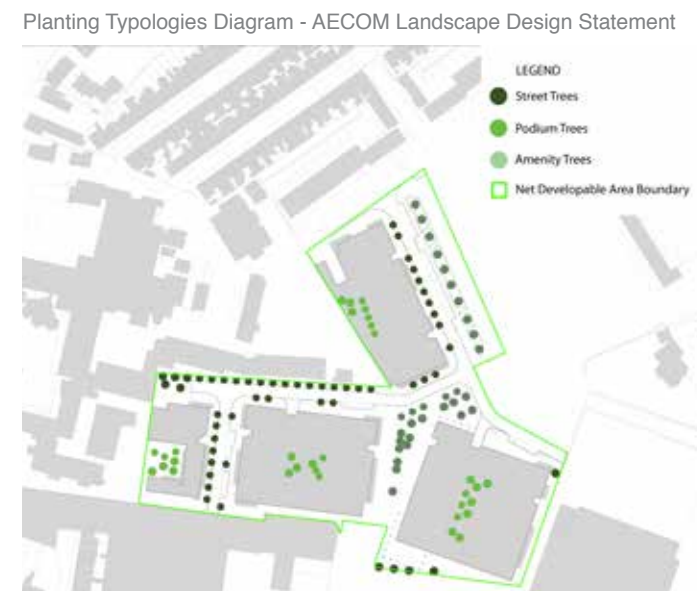 Planting Typologies Diagram - AECOM Landscape Design Statement
LEGEND
Street Trees
Podium Trees
Amenity Trees
Net Developable Area Boundary